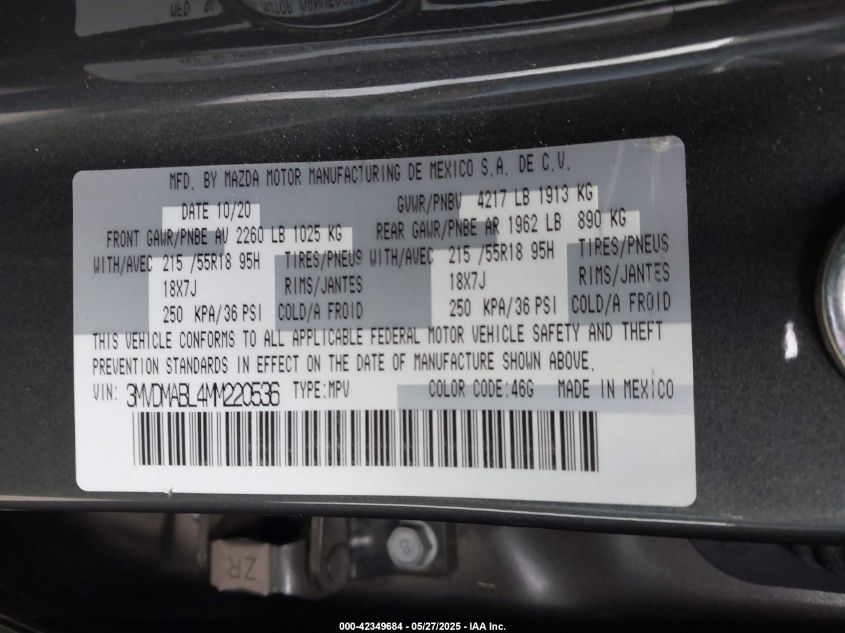 MFD. BY MAZDA MOTOR MANUFACTURING DE MEXICO S.A. DE C.V.
DATE 10/20 GVWR/PNBV 4217 LB 1913 KG
FRONT GAWR/PNBE AV 2260 LB 1025 KG REAR GAWR/PNBE AR 1962 LB 890 KG
WITH/AVEC 215 /55R18 95H TIRES/PNEUS WITH/AVEC 215 /55R18 95H TIRES/PNEUS
18X7J RIMS/JANTES 18X7J RIMS/JANTES
250 KPA/36 PSI COLD/A FROID 250 KPA/36 PSI COLD/A FROID
THIS VEHICLE CONFORMS TO ALL APPLICABLE FEDERAL MOTOR VEHICLE SAFETY AND THEFT
PREVENTION STANDARDS IN EFFECT ON THE DATE OF MANUFACTURE SHOWN ABOVE.
VIN: 3MVDMABL4MM220536 TYPE:MPV COLOR CODE:46G MADE IN MEXICO
ZR
8
000-42349684 / 05/27/2025 - IAA Inc.